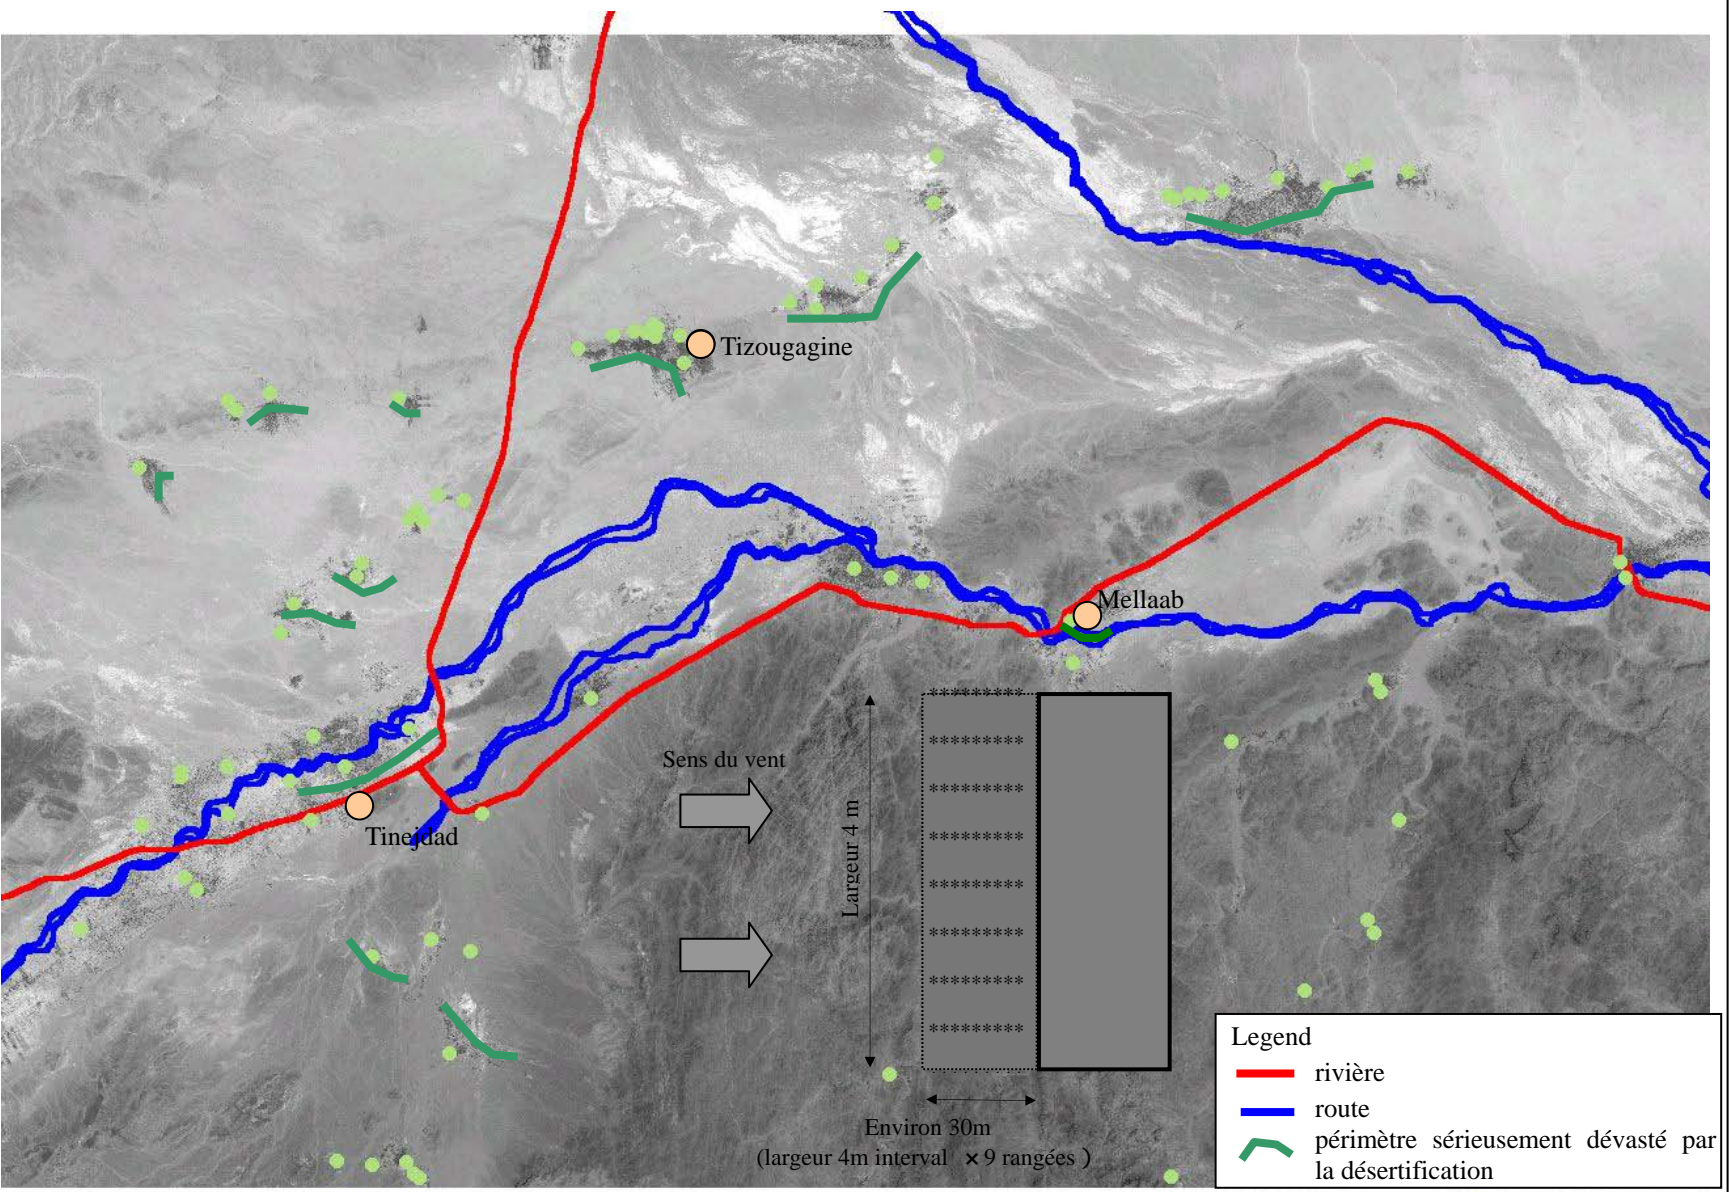 Tizougagine
Mellaab
Sens du vent
Largeur 4 m
Tinejdad
*********
*********
*********
*********
*********
*********
*********
*********
Environ 30m
(largeur 4m interval × 9 rangées )
Legend
rivière
route
périmètre sérieusement dévasté par
la désertification